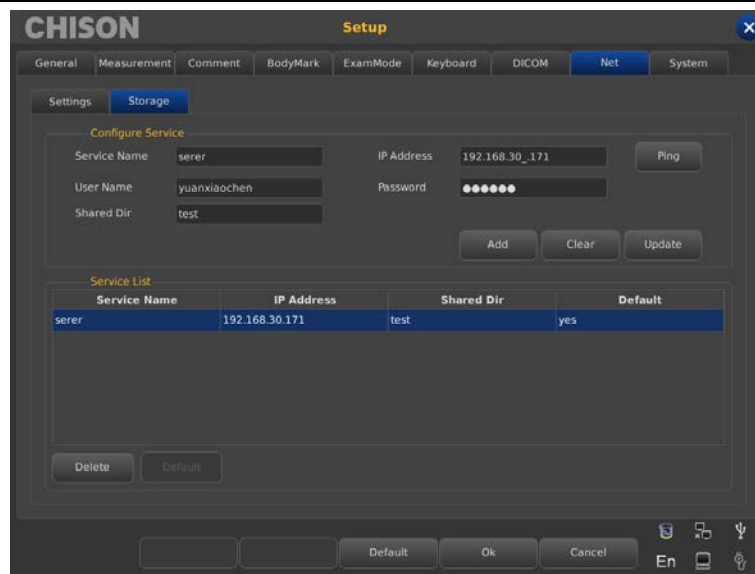 CHISON
Setup
General Measurement Comment BodyMark ExamMode Keyboard DICOM Net System
Settings Storage
Configure Service
Service Name serer IP Address 192.168.30_.171 Ping
User Name yuanxiaochen Password ●●●●●●
Shared Dir test
Add Clear Update
Service List
Service Name IP Address Shared Dir Default
serer 192.168.30.171 test yes
Delete Default
Default Ok Cancel
En